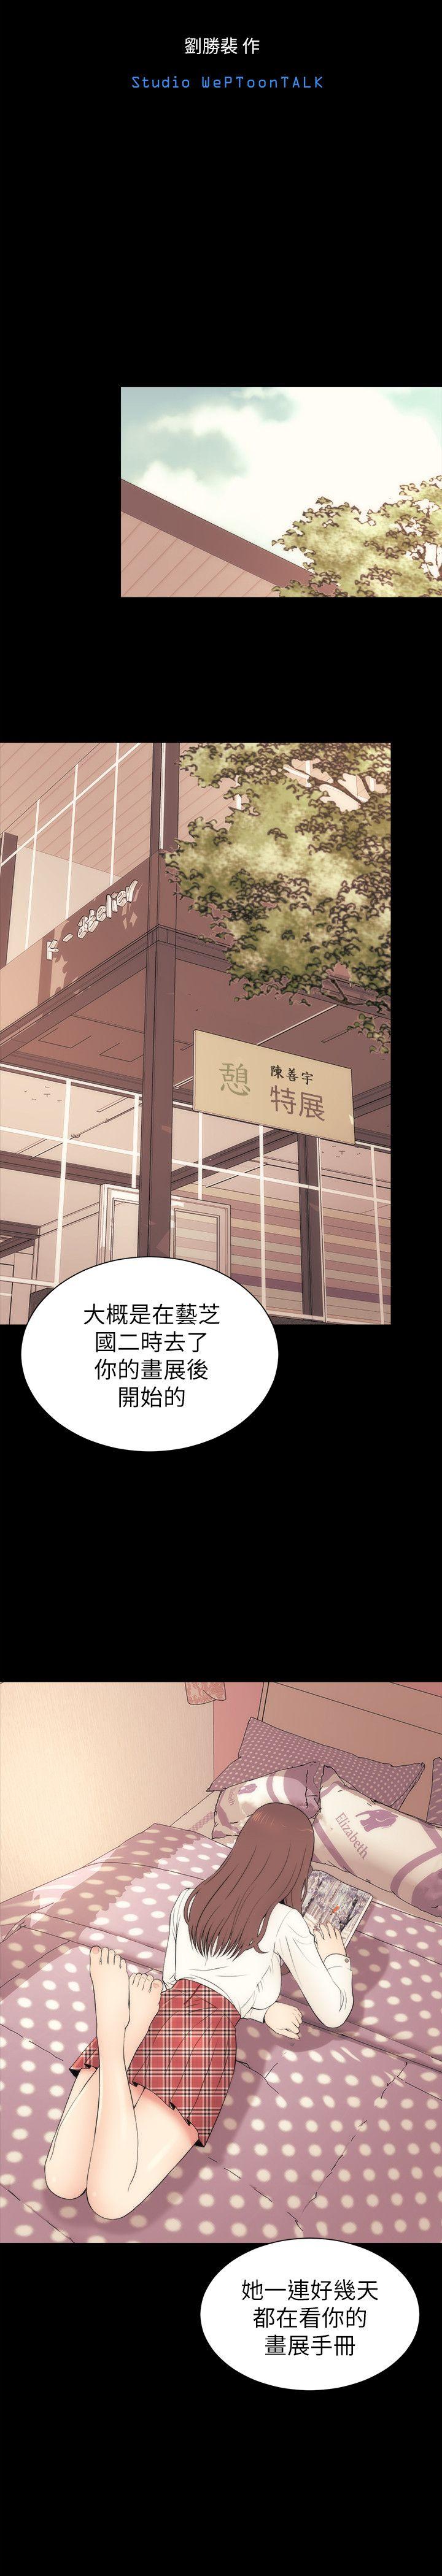 劉勝裴 作
Studio WePToonTALK
憩 陳善宇
特展
大概是在藝芝
國二時去了
你的畫展後
開始的
Elizabeth
她一連好幾天
都在看你的
畫展手冊